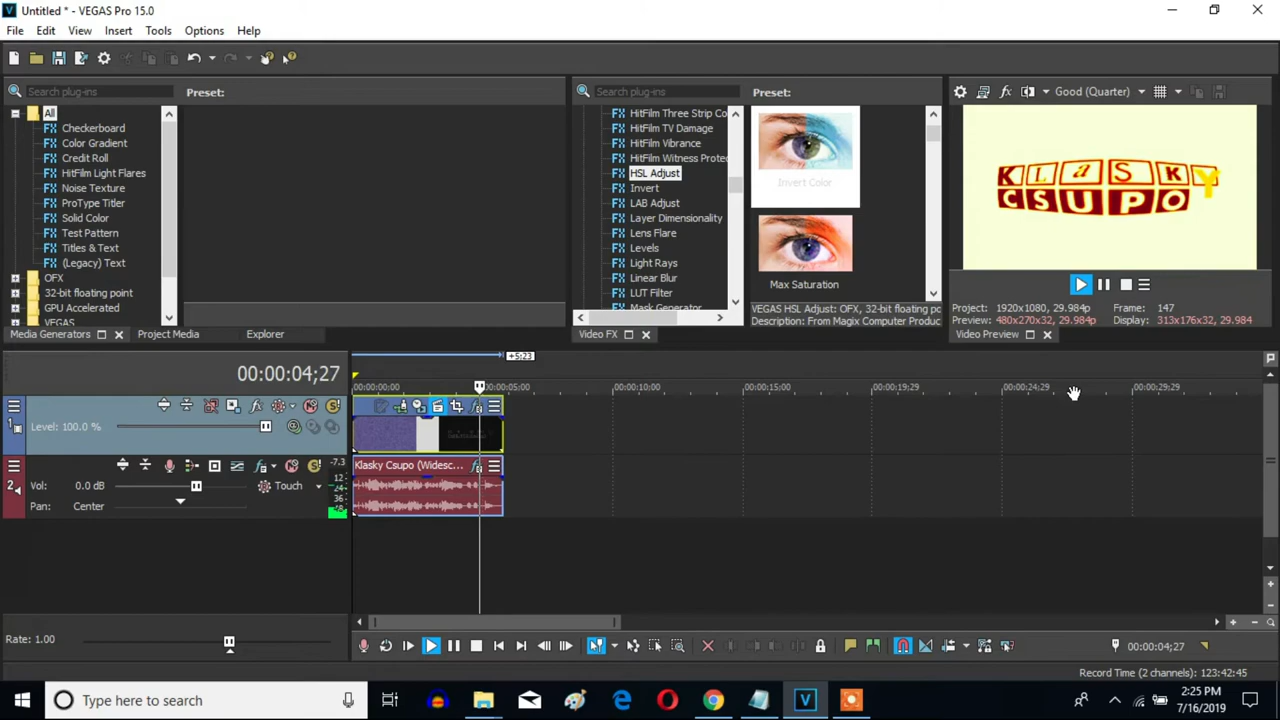 Untitled * - VEGAS Pro 15.0
File Edit View Insert Tools Options Help
Search plug-ins
Preset:
All
Checkerboard
Color Gradient
Credit Roll
HitFilm Light Flares
Noise Texture
ProType Titler
Solid Color
Test Pattern
Titles & Text
(Legacy) Text
OFX
32-bit floating point
GPU Accelerated
VEGAS
Media Generators
Project Media
Explorer
Search plug-ins
Preset:
HitFilm Three Strip Co
HitFilm TV Damage
HitFilm Vibrance
HitFilm Witness Protec
HSL Adjust
Invert
LAB Adjust
Layer Dimensionality
Lens Flare
Levels
Light Rays
Linear Blur
LUT Filter
Mask Generator
Invert Color
Max Saturation
VEGAS HSL Adjust: OFX, 32-bit floating po
Description: From Magix Computer Produc
Video FX
Good (Quarter)
KLaSKY
CSUPO
Project: 1920x1080, 29.984p
Frame: 147
Preview: 480x270x32, 29.984p
Display: 313x176x32, 29.984
Video Preview
00:00:04;27
+5;23
00:00:00;00
00:00:05;00
00:00:10;00
00:00:15;00
00:00:19;29
00:00:24;29
00:00:29;29
1
Level: 100.0 %
2
Vol: 0.0 dB
Touch
Pan: Center
-7.3
12
24
36
48
Klasky Csupo (Widesc...
Rate: 1.00
00:00:04;27
Record Time (2 channels): 123:42:45
Type here to search
2:25 PM
7/16/2019